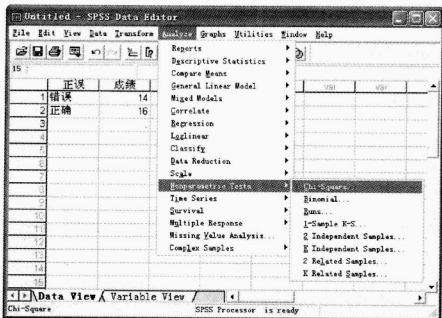 Untitled - SPSS Data Editor
File Edit View Data Transform Analyze Graphs Utilities Window Help
15 :
正误 成绩 var var
1 错误 14
2 正确 16
3
4
5
6
7
8
9
10
11
12
13
14
15
Reports
Descriptive Statistics
Compare Means
General Linear Model
Mixed Models
Correlate
Regression
Loglinear
Classify
Data Reduction
Scale
Nonparametric Tests
Time Series
Survival
Multiple Response
Missing Value Analysis...
Complex Samples
Chi-Square...
Binomial...
Runs...
1-Sample K-S...
2 Independent Samples...
K Independent Samples...
2 Related Samples...
K Related Samples...
Data View Variable View
Chi-Square SPSS Processor is ready